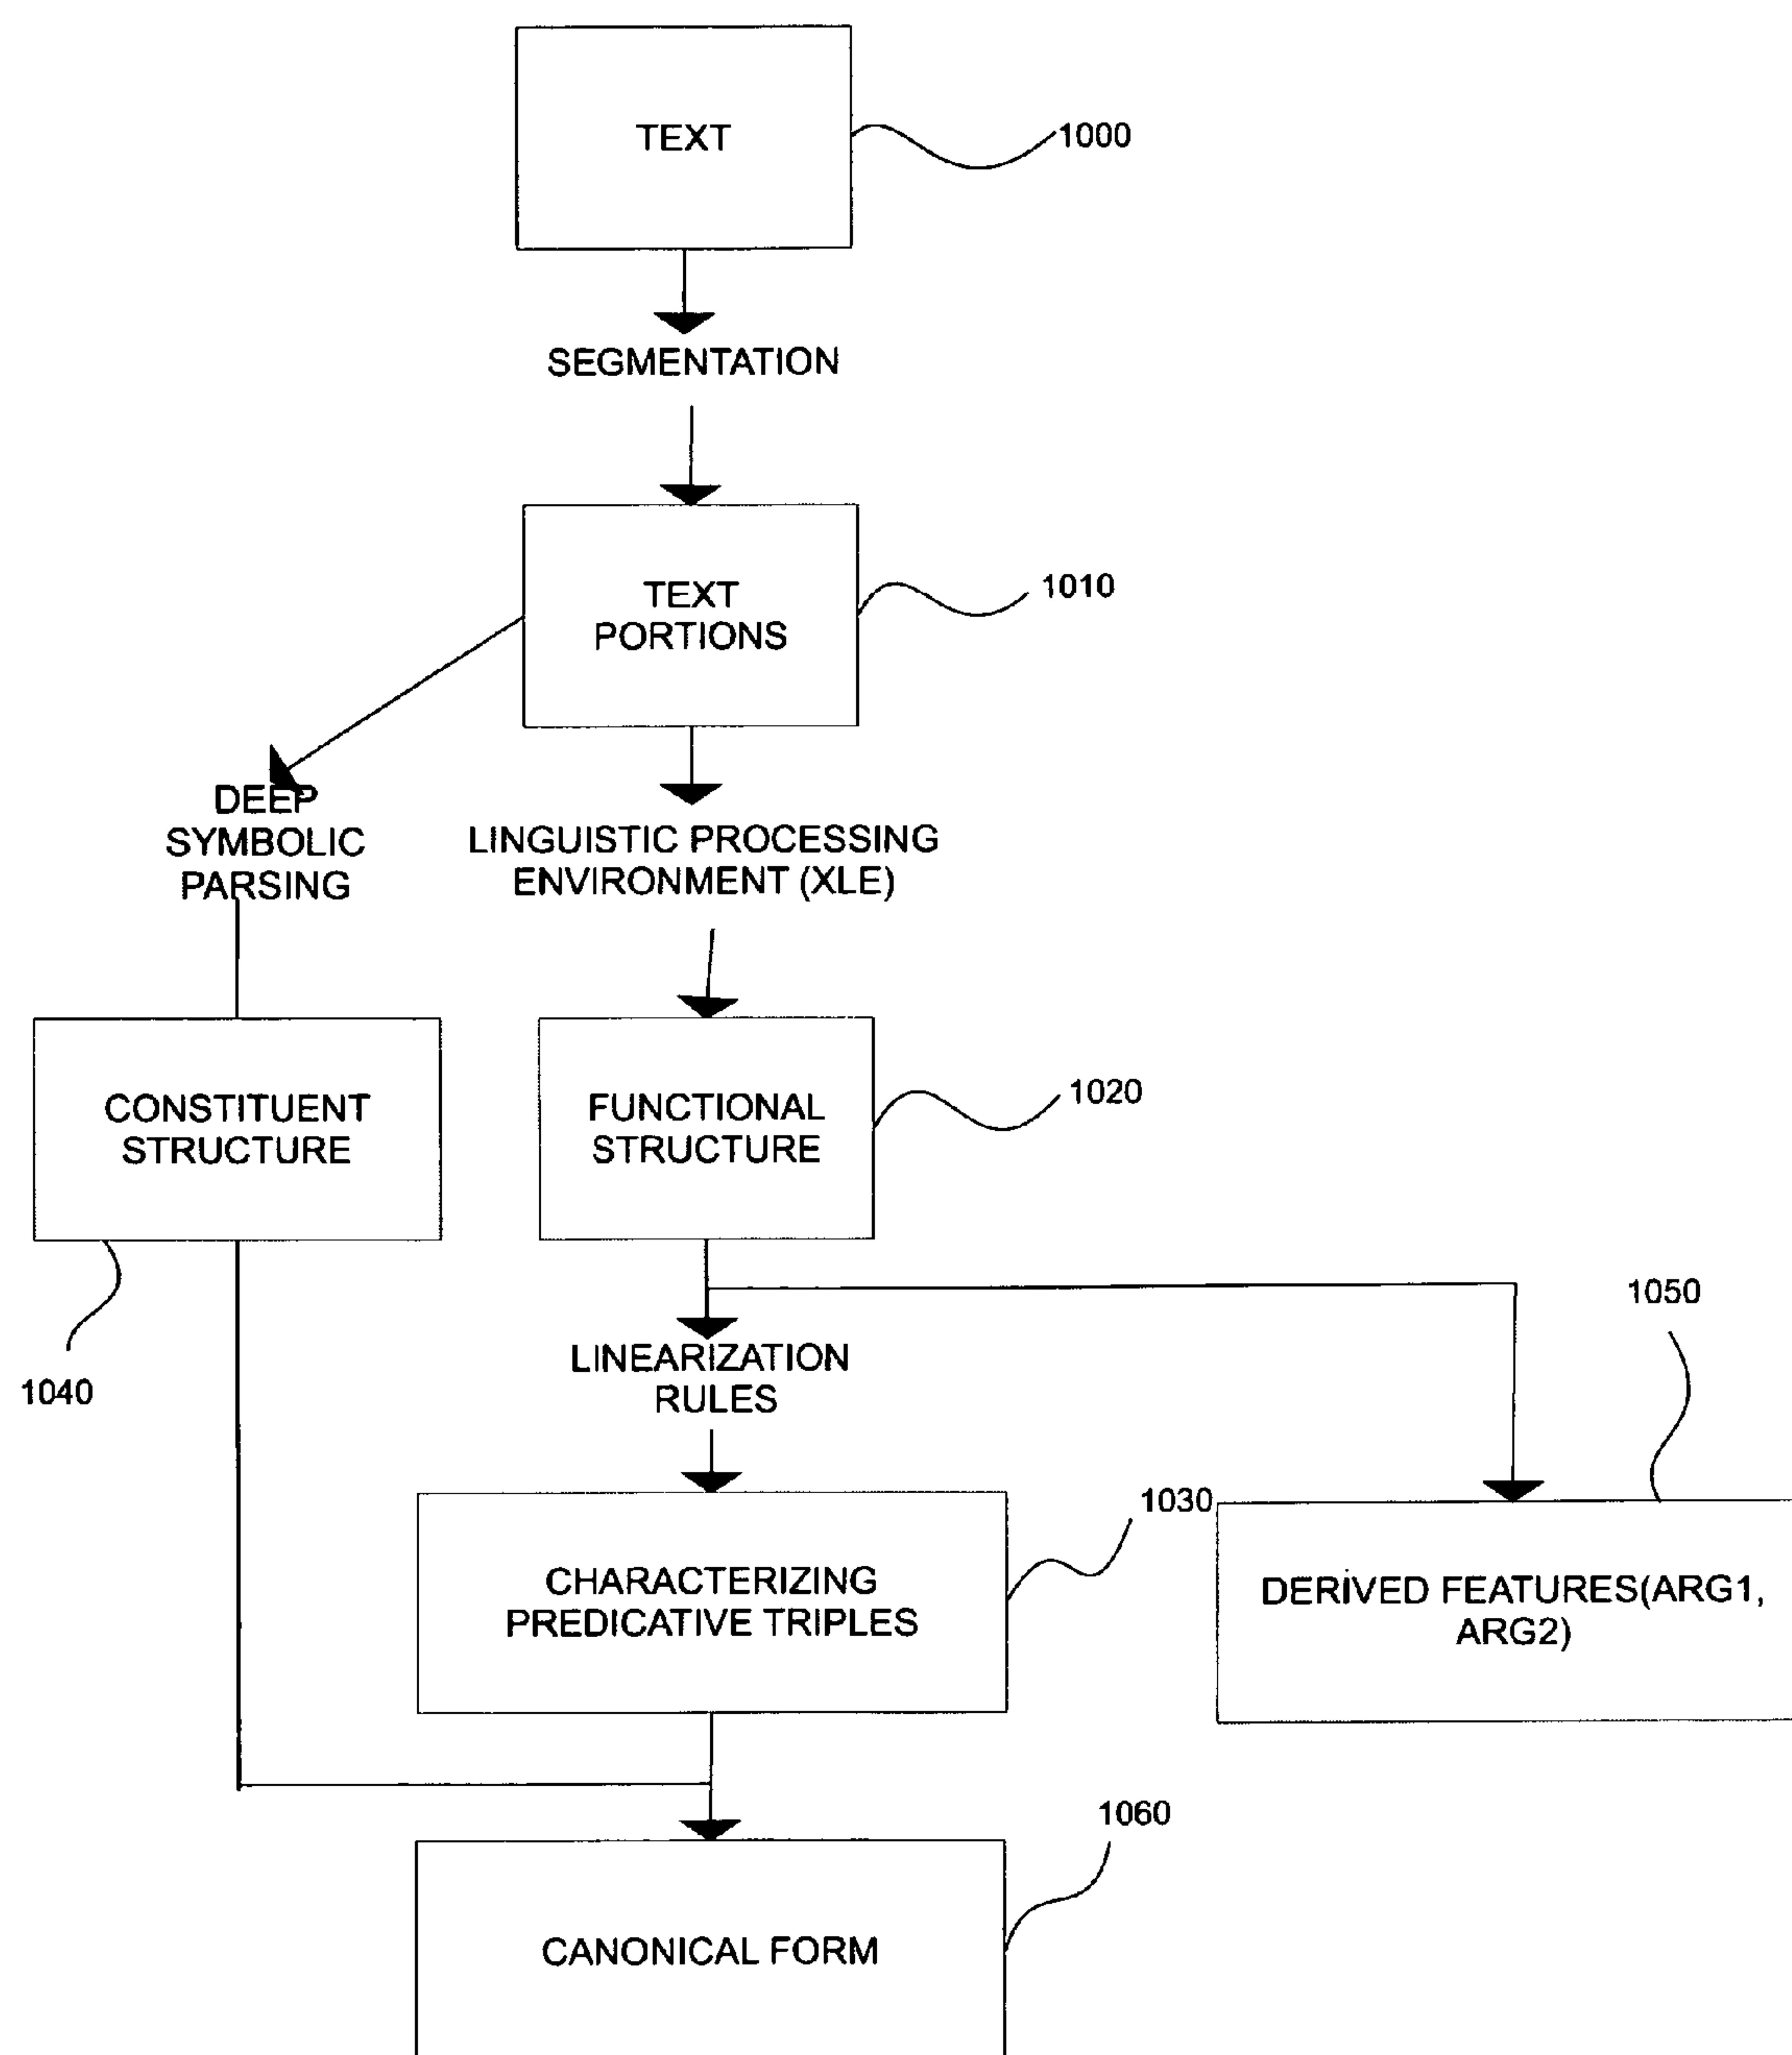 TEXT
1000
SEGMENTATION
TEXT
PORTIONS
1010
DEEP
SYMBOLIC
PARSING
LINGUISTIC PROCESSING
ENVIRONMENT (XLE)
CONSTITUENT
STRUCTURE
FUNCTIONAL
STRUCTURE
1020
1040
1050
LINEARIZATION
RULES
1030
CHARACTERIZING
PREDICATIVE TRIPLES
DERIVED FEATURES(ARG1,
ARG2)
1060
CANONICAL FORM